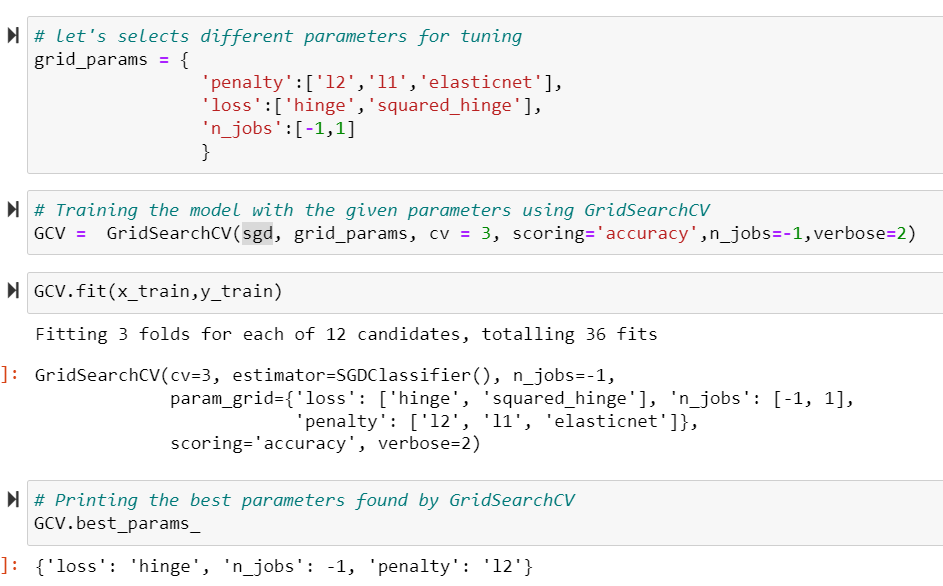 # let's selects different parameters for tuning
grid_params = {
'penalty':['l2','l1','elasticnet'],
'loss':['hinge','squared_hinge'],
'n_jobs':[-1,1]
}
# Training the model with the given parameters using GridSearchCV
GCV =  GridSearchCV(sgd, grid_params, cv = 3, scoring='accuracy',n_jobs=-1,verbose=2)
GCV.fit(x_train,y_train)
Fitting 3 folds for each of 12 candidates, totalling 36 fits
]: GridSearchCV(cv=3, estimator=SGDClassifier(), n_jobs=-1,
param_grid={'loss': ['hinge', 'squared_hinge'], 'n_jobs': [-1, 1],
'penalty': ['l2', 'l1', 'elasticnet']},
scoring='accuracy', verbose=2)
# Printing the best parameters found by GridSearchCV
GCV.best_params_
]: {'loss': 'hinge', 'n_jobs': -1, 'penalty': 'l2'}